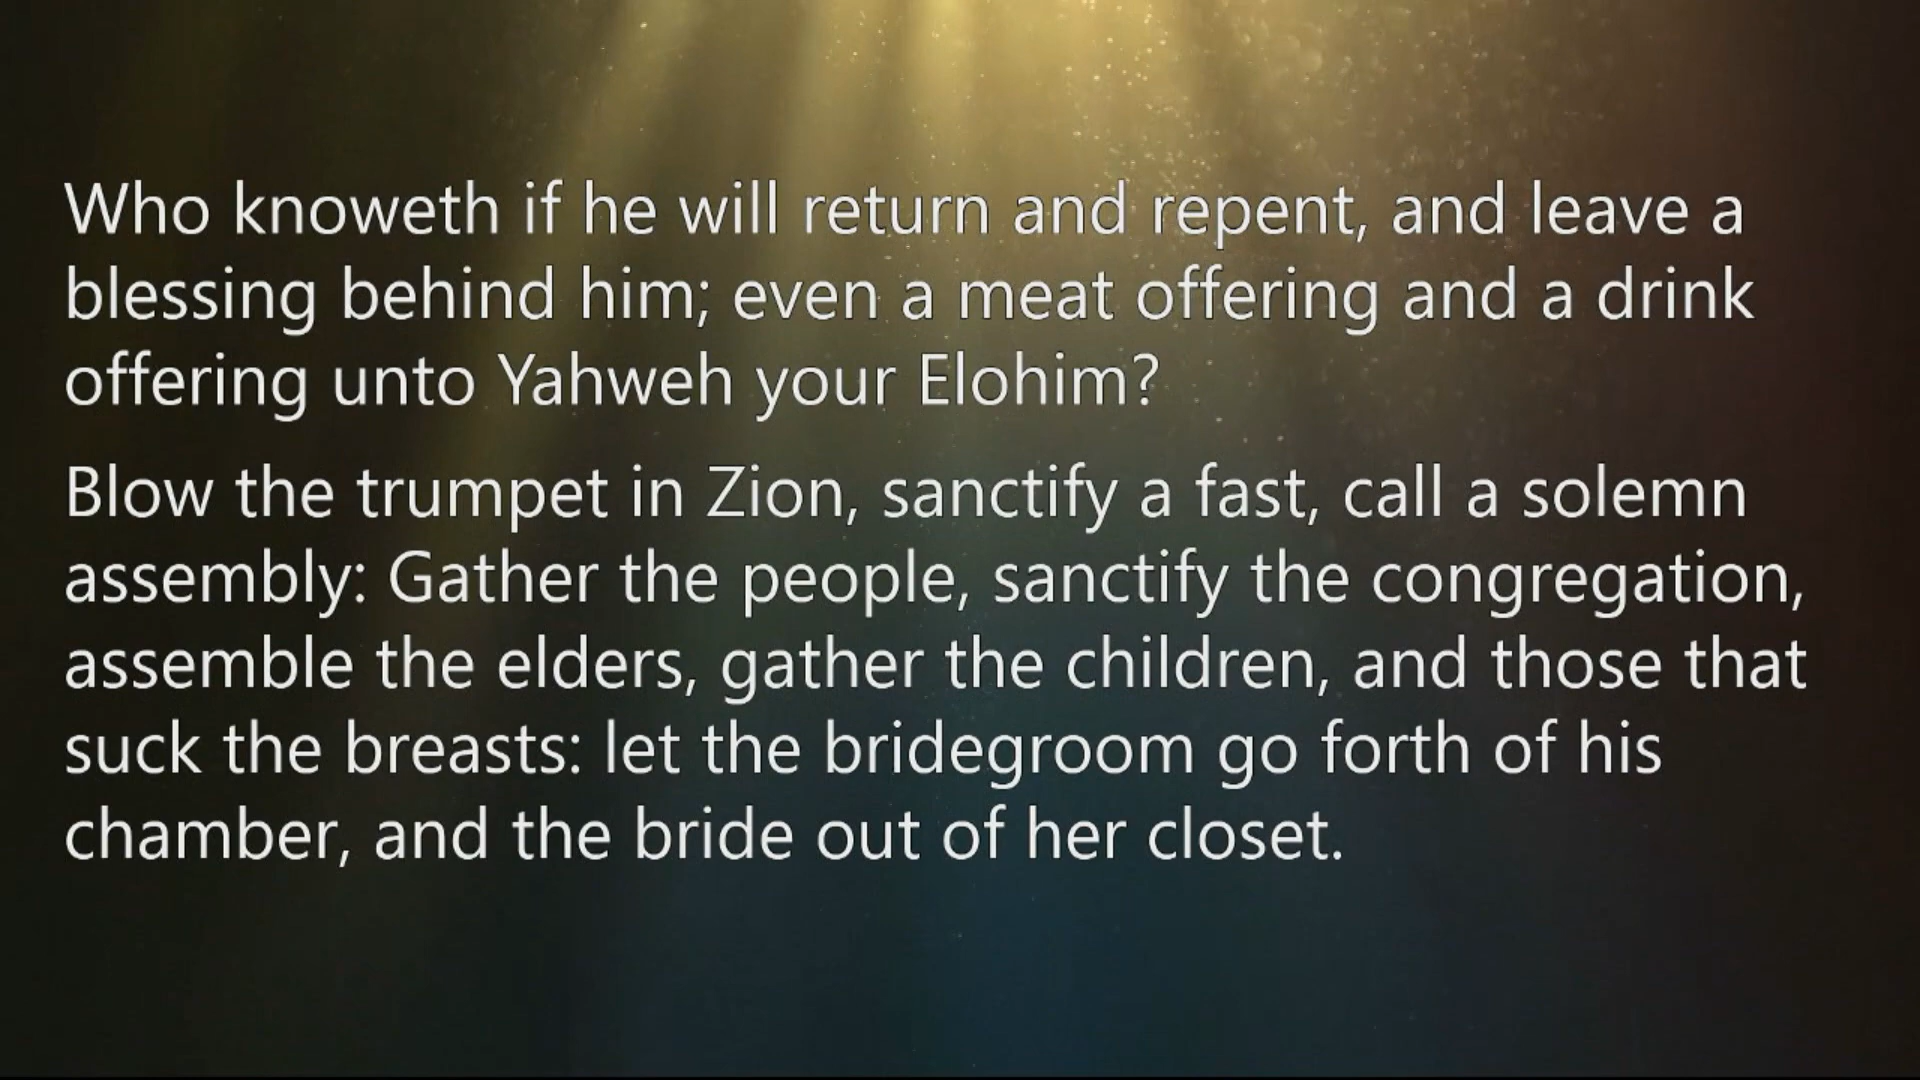 Who knoweth if he will return and repent, and leave a
blessing behind him; even a meat offering and a drink
offering unto Yahweh your Elohim?
Blow the trumpet in Zion, sanctify a fast, call a solemn
assembly: Gather the people, sanctify the congregation,
assemble the elders, gather the children, and those that
suck the breasts: let the bridegroom go forth of his
chamber, and the bride out of her closet.